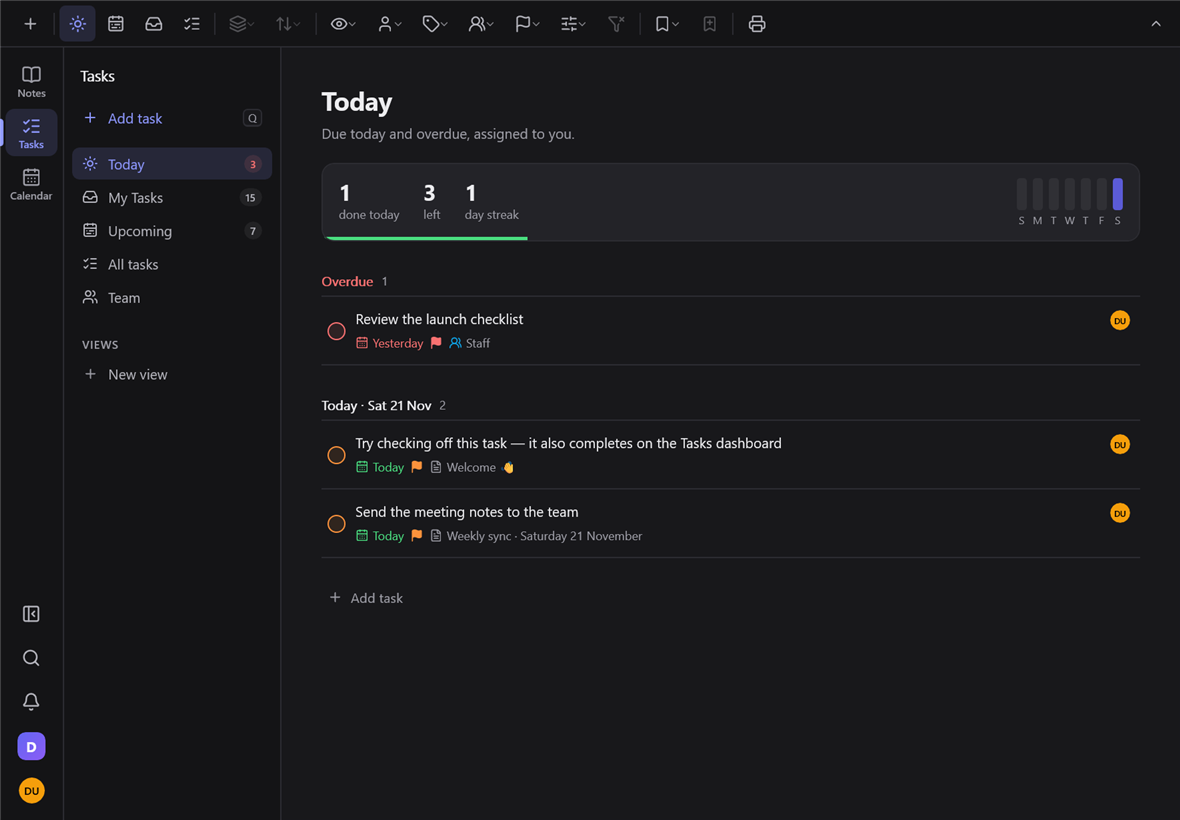 Notes
Tasks
Calendar
D
DU
Tasks
Add task Q
Today 3
My Tasks 15
Upcoming 7
All tasks
Team
VIEWS
New view
Today
Due today and overdue, assigned to you.
1 3 1
done today left day streak
S M T W T F S
Overdue 1
Review the launch checklist DU
Yesterday Staff
Today · Sat 21 Nov 2
Try checking off this task — it also completes on the Tasks dashboard DU
Today Welcome 👋
Send the meeting notes to the team DU
Today Weekly sync · Saturday 21 November
Add task